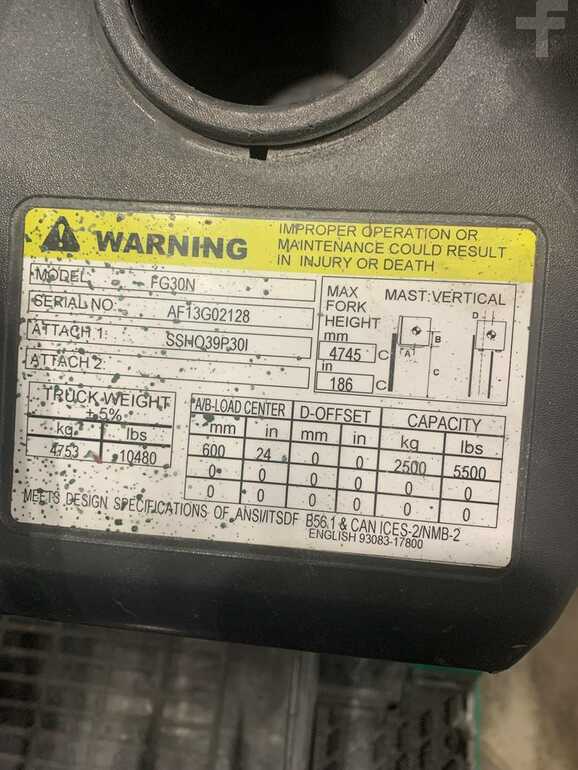 WARNING
IMPROPER OPERATION OR
MAINTENANCE COULD RESULT
IN INJURY OR DEATH
MODEL FG30N
SERIAL NO AF13G02128
ATTACH 1: SSHO39P30I
ATTACH 2:
MAX FORK HEIGHT
mm
4745 C
in
186 C
MAST:VERTICAL
D
A
B
C
TRUCK WEIGHT
± 5%
kg lbs
4753 10480
A/B-LOAD CENTER D-OFFSET CAPACITY
mm in mm in kg lbs
600 24 0 0 2500 5500
0 0 0 0 0 0
0 0 0 0 0 0
MEETS DESIGN SPECIFICATIONS OF ANSI/ITSDF B56.1 & CAN ICES-2/NMB-2
ENGLISH 93083-17800